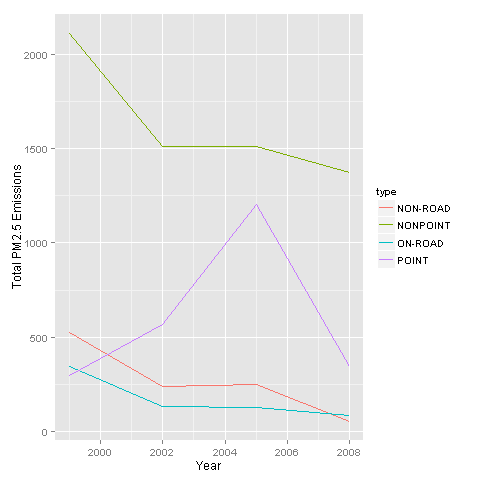 2000
1500
1000
500
0
Total PM2.5 Emissions
2000
2002
2004
2006
2008
Year
type
NON-ROAD
NONPOINT
ON-ROAD
POINT